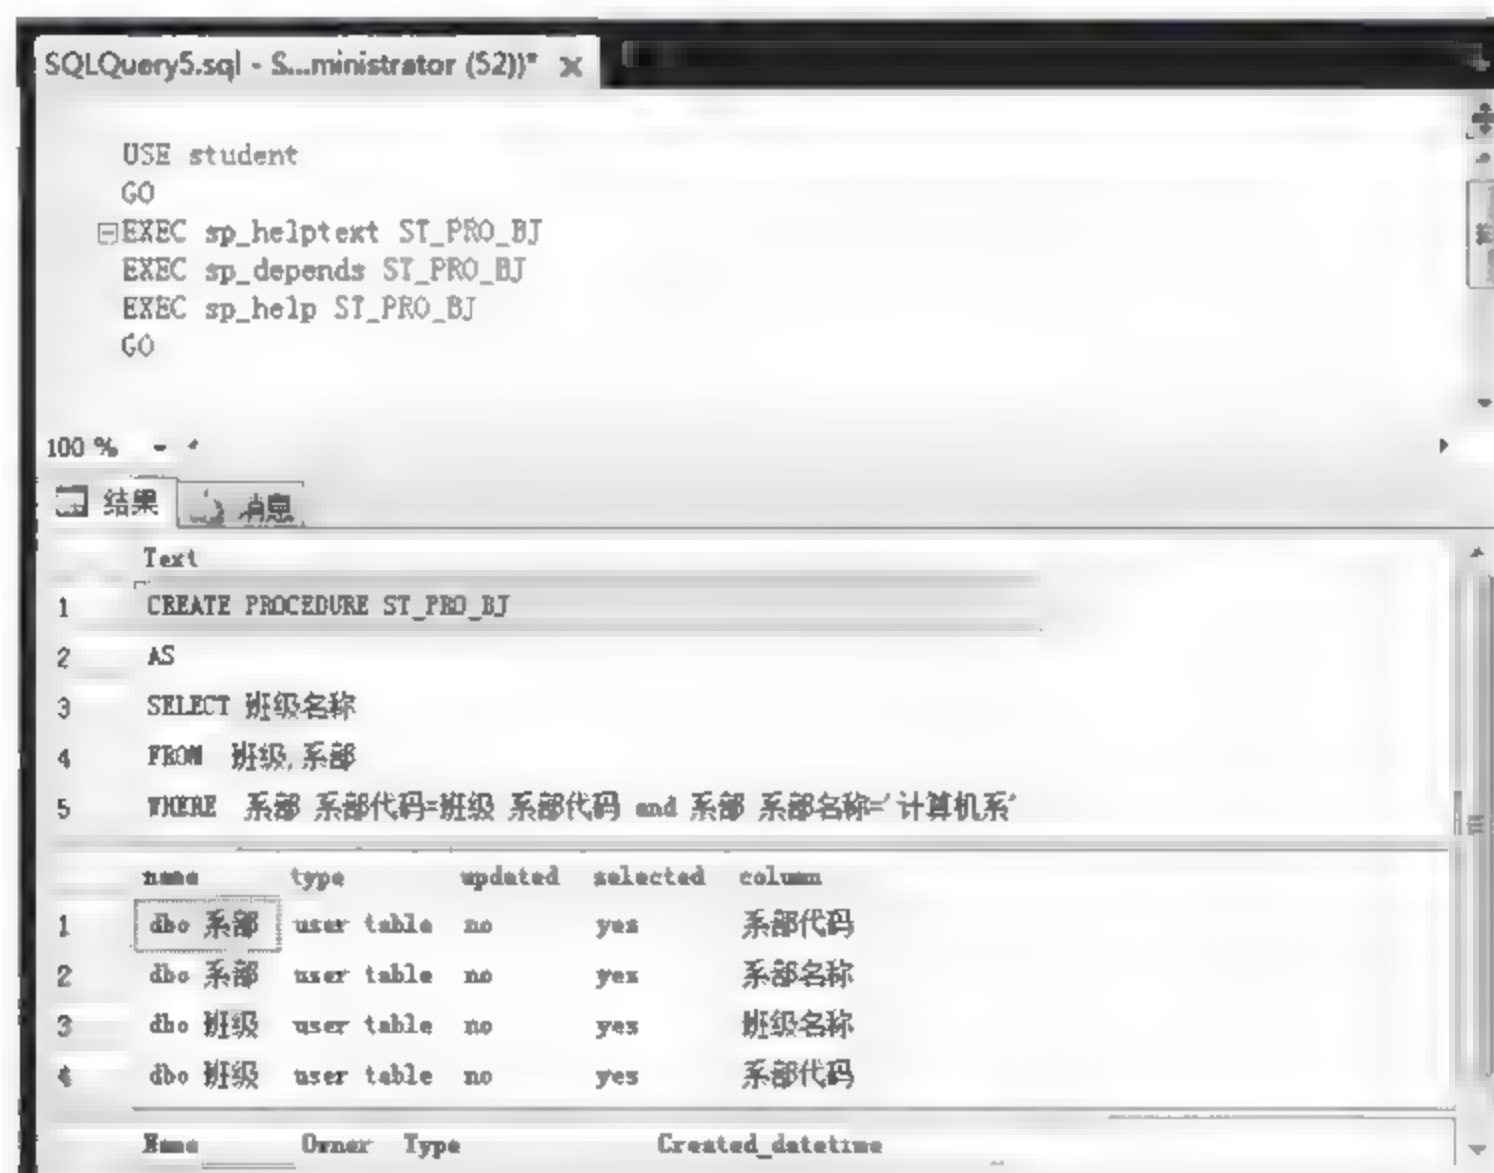 SQLQuery5.sql - S...ministrator (52))* ×
USE student
GO
EXEC sp_helptext ST_PRO_BJ
EXEC sp_depends ST_PRO_BJ
EXEC sp_help ST_PRO_BJ
GO
100 %
结果 消息
Text
1 CREATE PROCEDURE ST_PRO_BJ
2 AS
3 SELECT 班级名称
4 FROM 班级,系部
5 WHERE 系部 系部代码=班级 系部代码 and 系部 系部名称='计算机系'
name type updated selected column
1 dbo 系部 user table no yes 系部代码
2 dbo 系部 user table no yes 系部名称
3 dbo 班级 user table no yes 班级名称
4 dbo 班级 user table no yes 系部代码
Name Owner Type Created_datetime